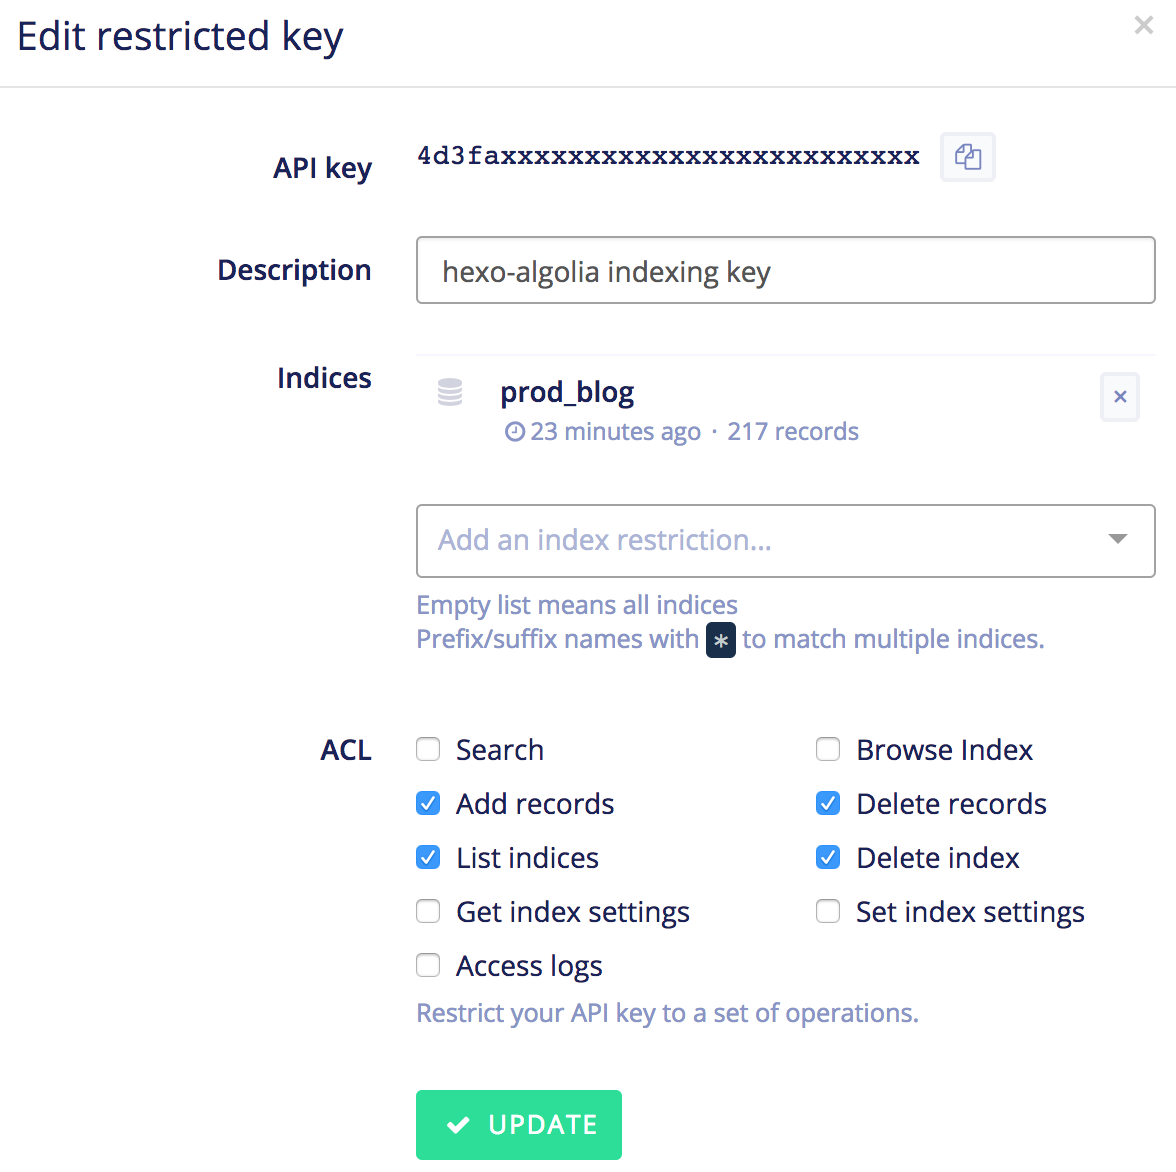 Edit restricted key
×
API key
4d3faxxxxxxxxxxxxxxxxxxxxxxxxx
Description
hexo-algolia indexing key
Indices
prod_blog
×
23 minutes ago · 217 records
Add an index restriction...
Empty list means all indices
Prefix/suffix names with * to match multiple indices.
ACL
Search
Browse Index
Add records
Delete records
List indices
Delete index
Get index settings
Set index settings
Access logs
Restrict your API key to a set of operations.
UPDATE